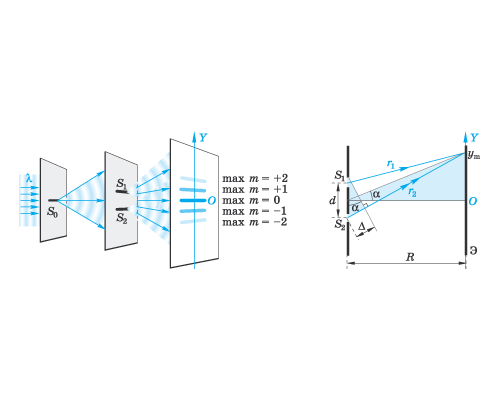 λ
S₀
S₁
S₂
Y
O
max m = +2
max m = +1
max m = 0
max m = −1
max m = −2
Y
yₘ
r₁
S₁
α
r₂
d
α
O
S₂
Δ
Э
R